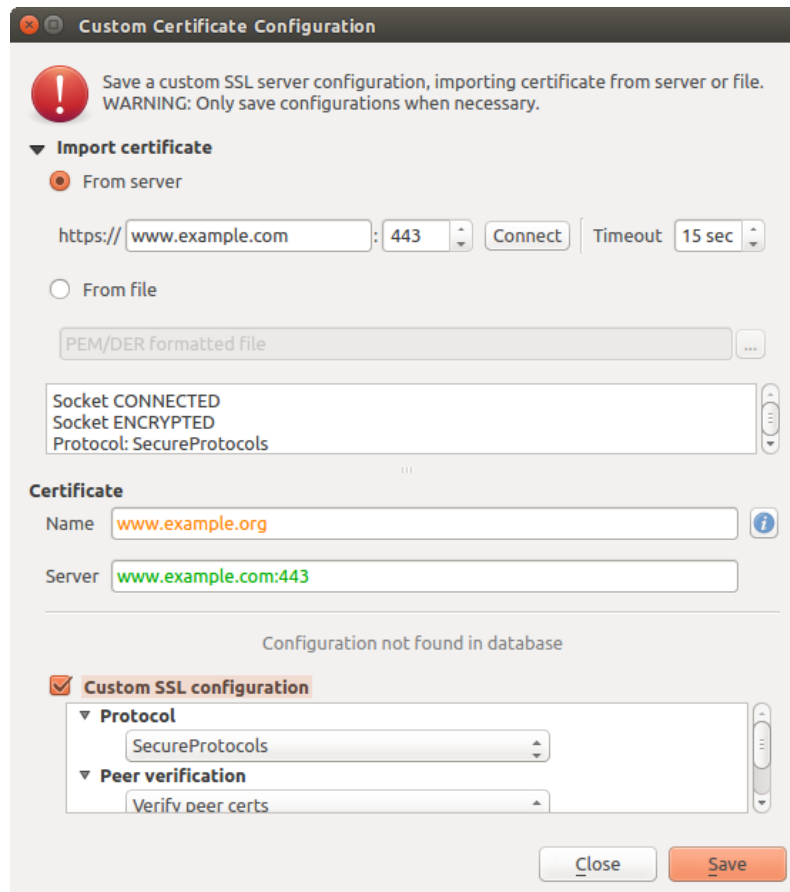 Custom Certificate Configuration
Save a custom SSL server configuration, importing certificate from server or file.
WARNING: Only save configurations when necessary.
Import certificate
From server
https:// www.example.com : 443 Connect Timeout 15 sec
From file
PEM/DER formatted file ...
Socket CONNECTED
Socket ENCRYPTED
Protocol: SecureProtocols
Certificate
Name www.example.org
Server www.example.com:443
Configuration not found in database
Custom SSL configuration
Protocol
SecureProtocols
Peer verification
Verify peer certs
Close Save